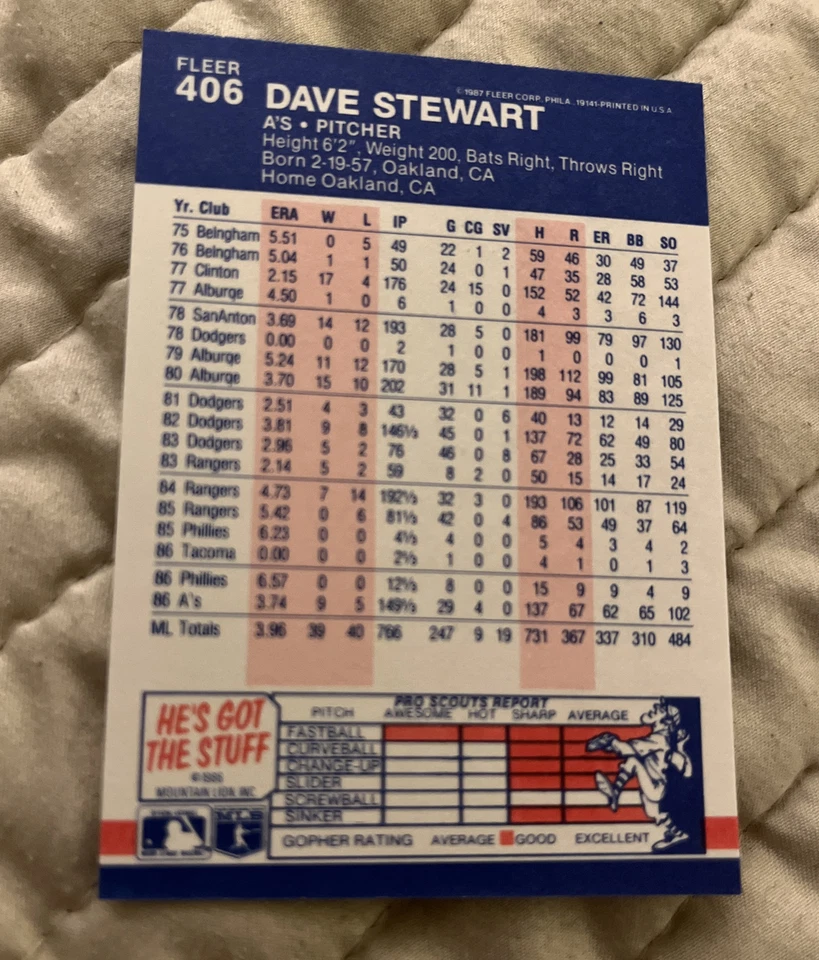 FLEER
406 DAVE STEWART
© 1987 FLEER CORP., PHILA., 19141-PRINTED IN U.S.A.
A'S • PITCHER
Height 6'2", Weight 200, Bats Right, Throws Right
Born 2-19-57, Oakland, CA
Home Oakland, CA
Yr. Club ERA W L IP G CG SV H R ER BB SO
75 Belngham 5.51 0 5 49 22 1 2 59 46 30 49 37
76 Belngham 5.04 1 1 50 24 0 1 47 35 28 58 53
77 Clinton 2.15 17 4 176 24 15 0 152 52 42 72 144
77 Alburqe 4.50 1 0 6 1 0 0 4 3 3 6 3
78 SanAnton 3.69 14 12 193 28 5 0 181 99 79 97 130
78 Dodgers 0.00 0 0 2 1 0 0 1 0 0 0 1
79 Alburqe 5.24 11 12 170 28 5 1 198 112 99 81 105
80 Alburqe 3.70 15 10 202 31 11 1 189 94 83 89 125
81 Dodgers 2.51 4 3 43 32 0 6 40 13 12 14 29
82 Dodgers 3.81 9 8 146⅓ 45 0 1 137 72 62 49 80
83 Dodgers 2.96 5 2 76 46 0 8 67 28 25 33 54
83 Rangers 2.14 5 2 59 8 2 0 50 15 14 17 24
84 Rangers 4.73 7 14 192⅓ 32 3 0 193 106 101 87 119
85 Rangers 5.42 0 6 81⅓ 42 0 4 86 53 49 37 64
85 Phillies 6.23 0 0 4⅓ 4 0 0 5 4 3 4 2
86 Tacoma 0.00 0 0 2⅓ 1 0 0 4 1 0 1 3
86 Phillies 6.57 0 0 12⅓ 8 0 0 15 9 9 4 9
86 A's 3.74 9 5 149⅓ 29 4 0 137 67 62 65 102
ML Totals 3.96 39 40 766 247 9 19 731 367 337 310 484
HE'S GOT
THE STUFF
© 1986
MOUNTAIN LION, INC.
PRO SCOUTS REPORT
PITCH AWESOME HOT SHARP AVERAGE
FASTBALL
CURVEBALL
CHANGE-UP
SLIDER
SCREWBALL
SINKER
GOPHER RATING AVERAGE GOOD EXCELLENT
MLB